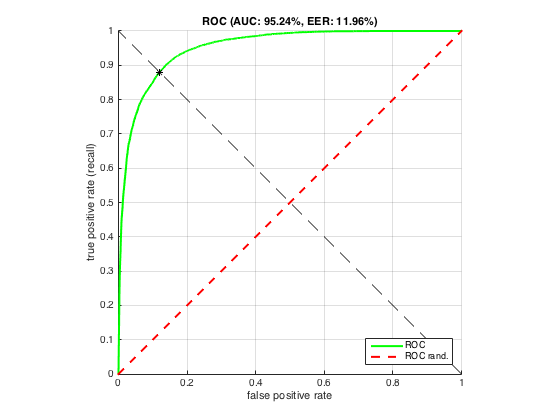 ROC (AUC: 95.24%, EER: 11.96%)
1
0.9
0.8
0.7
0.6
0.5
0.4
0.3
0.2
0.1
0
true positive rate (recall)
ROC
ROC rand.
0 0.2 0.4 0.6 0.8 1
false positive rate